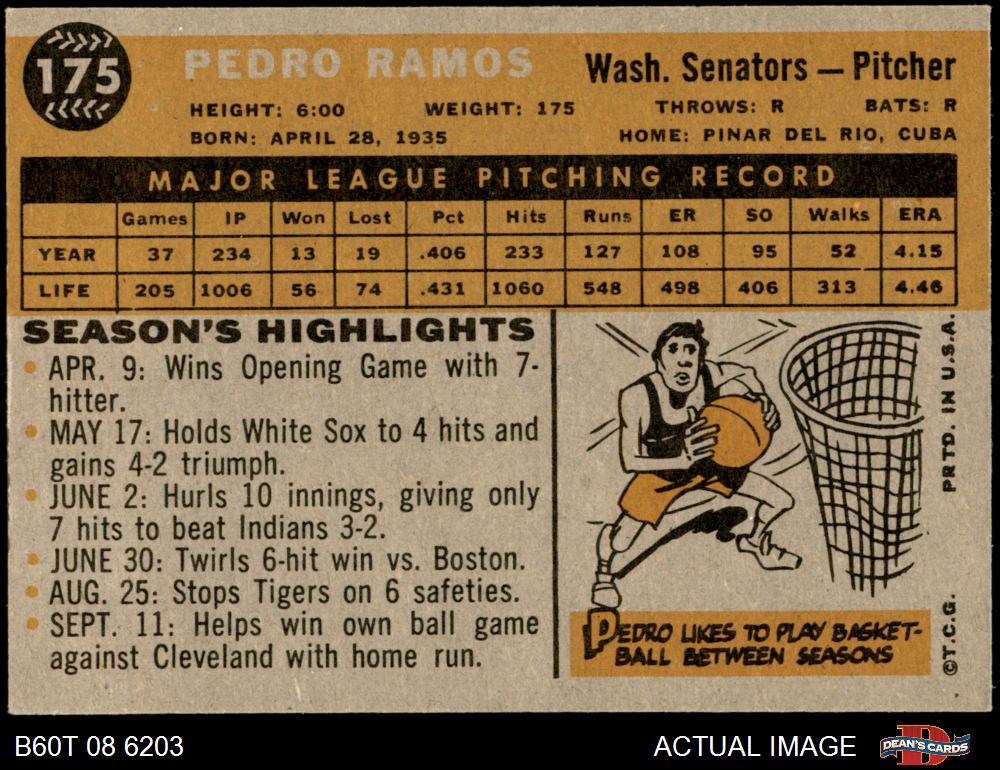 175
PEDRO RAMOS
Wash. Senators — Pitcher
HEIGHT: 6:00 WEIGHT: 175 THROWS: R BATS: R
BORN: APRIL 28, 1935 HOME: PINAR DEL RIO, CUBA
MAJOR LEAGUE PITCHING RECORD
Games IP Won Lost Pct Hits Runs ER SO Walks ERA
YEAR 37 234 13 19 .406 233 127 108 95 52 4.15
LIFE 205 1006 56 74 .431 1060 548 498 406 313 4.46
SEASON'S HIGHLIGHTS
• APR. 9: Wins Opening Game with 7-
hitter.
• MAY 17: Holds White Sox to 4 hits and
gains 4-2 triumph.
• JUNE 2: Hurls 10 innings, giving only
7 hits to beat Indians 3-2.
• JUNE 30: Twirls 6-hit win vs. Boston.
• AUG. 25: Stops Tigers on 6 safeties.
• SEPT. 11: Helps win own ball game
against Cleveland with home run.
PEDRO LIKES TO PLAY BASKET-
BALL BETWEEN SEASONS
©T.C.G. PRTD. IN U.S.A.
B60T 08 6203
ACTUAL IMAGE
D
DEAN'S CARDS